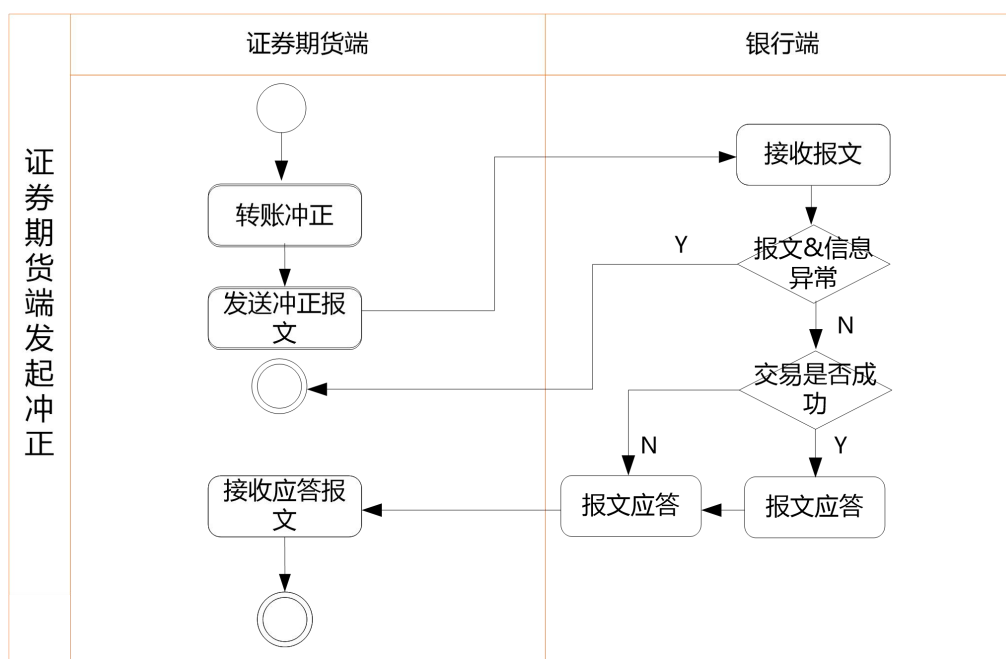 证券期货端发起冲正
证券期货端
银行端
接收报文
转账冲正
Y
报文&信息
异常
发送冲正报
文
N
交易是否成
功
N
Y
接收应答报
文
报文应答
报文应答